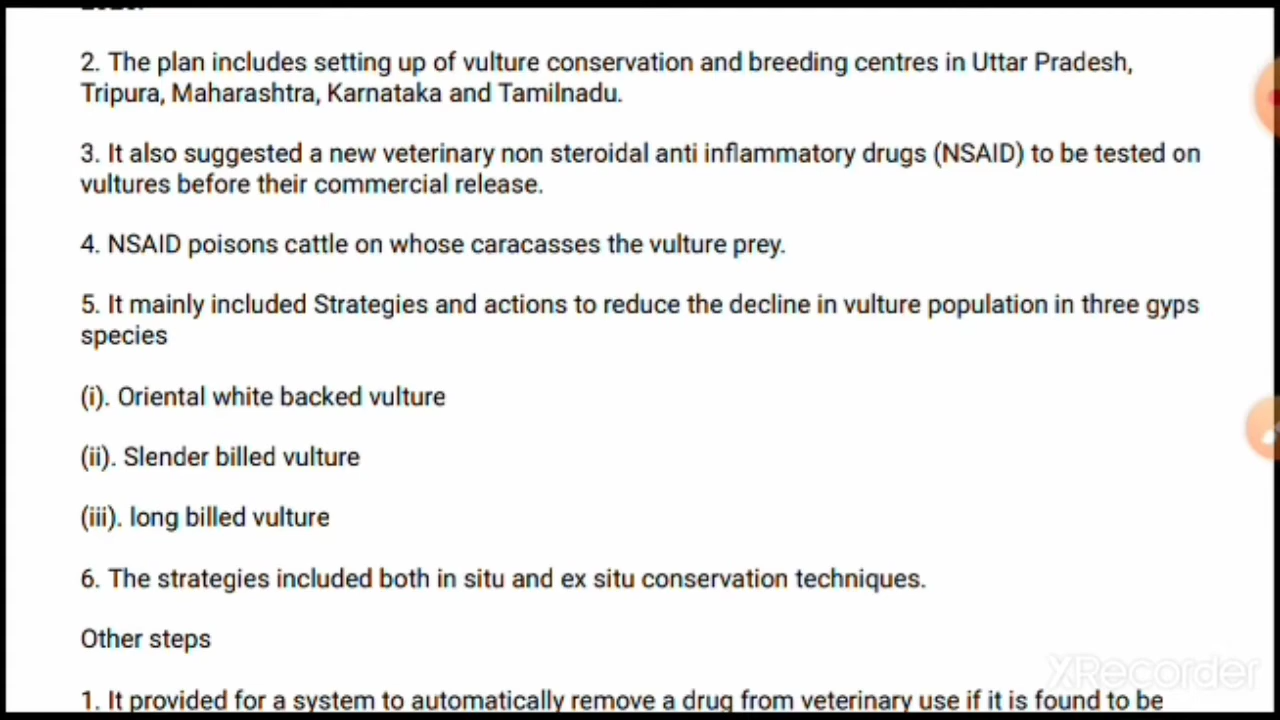 2. The plan includes setting up of vulture conservation and breeding centres in Uttar Pradesh,
Tripura, Maharashtra, Karnataka and Tamilnadu.
3. It also suggested a new veterinary non steroidal anti inflammatory drugs (NSAID) to be tested on
vultures before their commercial release.
4. NSAID poisons cattle on whose caracasses the vulture prey.
5. It mainly included Strategies and actions to reduce the decline in vulture population in three gyps
species
(i). Oriental white backed vulture
(ii). Slender billed vulture
(iii). long billed vulture
6. The strategies included both in situ and ex situ conservation techniques.
Other steps
1. It provided for a system to automatically remove a drug from veterinary use if it is found to be
XRecorder